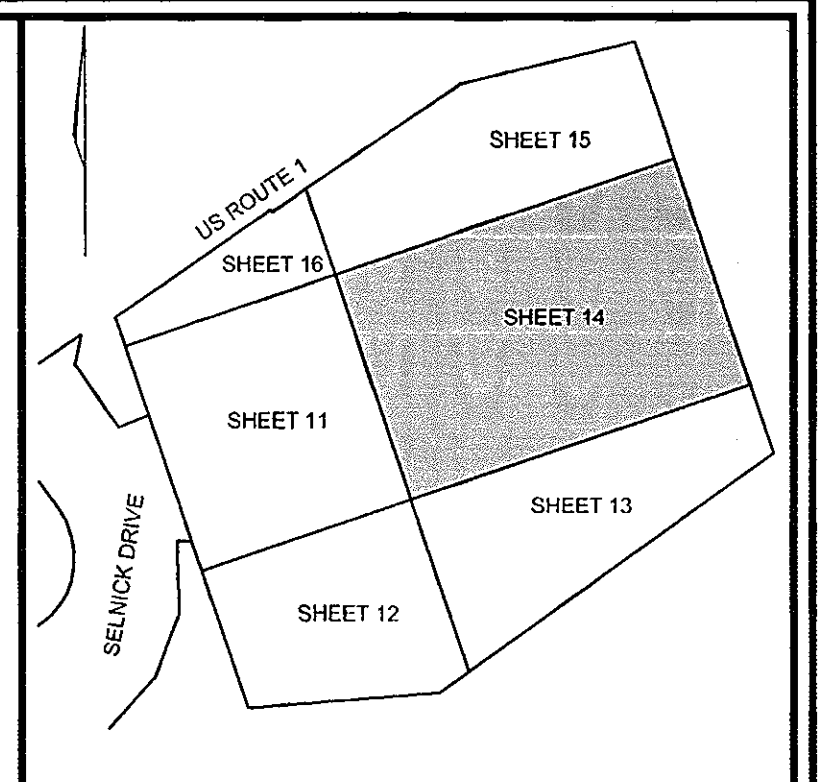 SHEET 15
US ROUTE 1
SHEET 16
SHEET 14
SHEET 11
SHEET 13
SELNICK DRIVE
SHEET 12